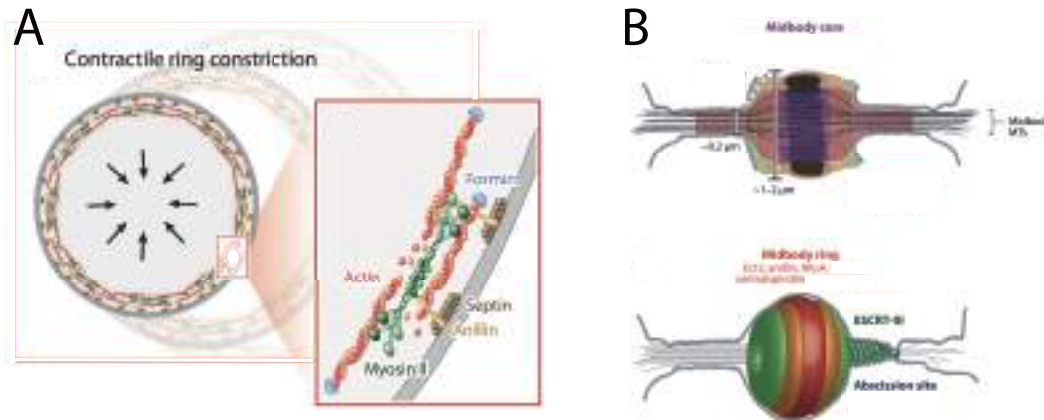 A
Contractile ring constriction
Formin
Actin
Septin
Anillin
Myosin II
B
Midbody core
Midbody
MTs
~0.2 µm
~1–2 µm
Midbody ring
ESCRT-III
Abscission site